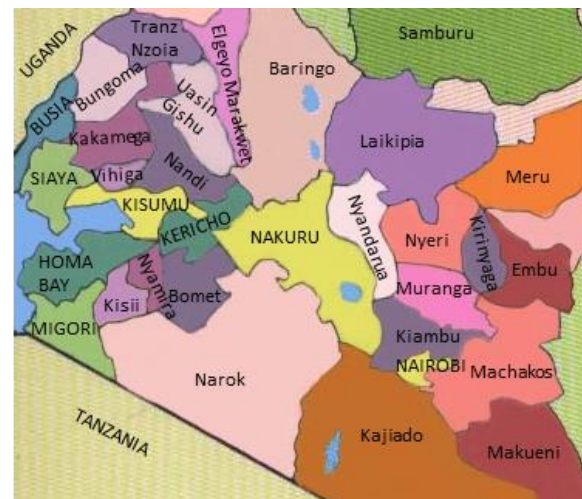 UGANDA
Tranz
Nzoia
Elgeyo Marakwet
Samburu
Baringo
Bungoma
Uasin
Gishu
BUSIA
Kakamega
Laikipia
SIAYA
Vihiga
Nandi
Meru
KISUMU
KERICHO
NAKURU
Nyandarua
Nyeri
Kirinyaga
Embu
HOMA
BAY
Nyamira
Kisii
Bomet
Muranga
MIGORI
Kiambu
NAIROBI
Machakos
Narok
TANZANIA
Kajiado
Makueni